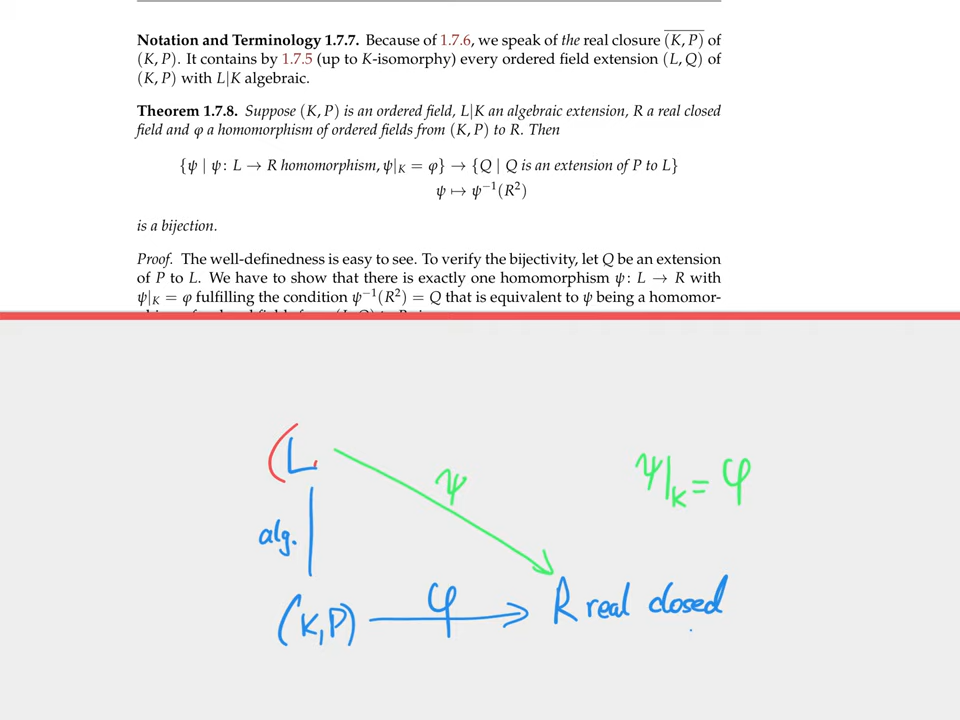 Notation and Terminology 1.7.7. Because of 1.7.6, we speak of the real closure $\overline{(K, P)}$ of
(K, P). It contains by 1.7.5 (up to K-isomorphy) every ordered field extension (L, Q) of
(K, P) with L|K algebraic.
Theorem 1.7.8. Suppose (K, P) is an ordered field, L|K an algebraic extension, R a real closed
field and φ a homomorphism of ordered fields from (K, P) to R. Then
{ψ | ψ: L → R homomorphism, ψ|_K = φ} → {Q | Q is an extension of P to L}
ψ ↦ ψ⁻¹(R²)
is a bijection.
Proof. The well-definedness is easy to see. To verify the bijectivity, let Q be an extension
of P to L. We have to show that there is exactly one homomorphism ψ: L → R with
ψ|_K = φ fulfilling the condition ψ⁻¹(R²) = Q that is equivalent to ψ being a homomor-
(L,
ψ
ψ|_K = φ
alg.
(K, P)
φ
R real closed